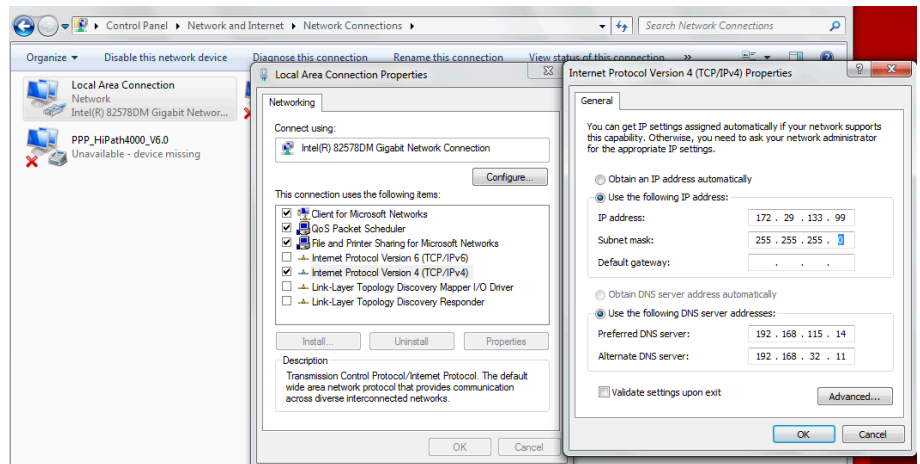 Control Panel Network and Internet Network Connections
Search Network Connections
Organize Disable this network device Diagnose this connection Rename this connection View status of this connection »
Local Area Connection
Network
Intel(R) 82578DM Gigabit Networ...
PPP_HiPath4000_V6.0
Unavailable - device missing
Local Area Connection Properties
Networking
Connect using:
Intel(R) 82578DM Gigabit Network Connection
Configure...
This connection uses the following items:
Client for Microsoft Networks
QoS Packet Scheduler
File and Printer Sharing for Microsoft Networks
Internet Protocol Version 6 (TCP/IPv6)
Internet Protocol Version 4 (TCP/IPv4)
Link-Layer Topology Discovery Mapper I/O Driver
Link-Layer Topology Discovery Responder
Install... Uninstall Properties
Description
Transmission Control Protocol/Internet Protocol. The default
wide area network protocol that provides communication
across diverse interconnected networks.
OK Cancel
Internet Protocol Version 4 (TCP/IPv4) Properties
General
You can get IP settings assigned automatically if your network supports
this capability. Otherwise, you need to ask your network administrator
for the appropriate IP settings.
Obtain an IP address automatically
Use the following IP address:
IP address: 172 . 29 . 133 . 99
Subnet mask: 255 . 255 . 255 . 0
Default gateway: . . .
Obtain DNS server address automatically
Use the following DNS server addresses:
Preferred DNS server: 192 . 168 . 115 . 14
Alternate DNS server: 192 . 168 . 32 . 11
Validate settings upon exit
Advanced...
OK Cancel